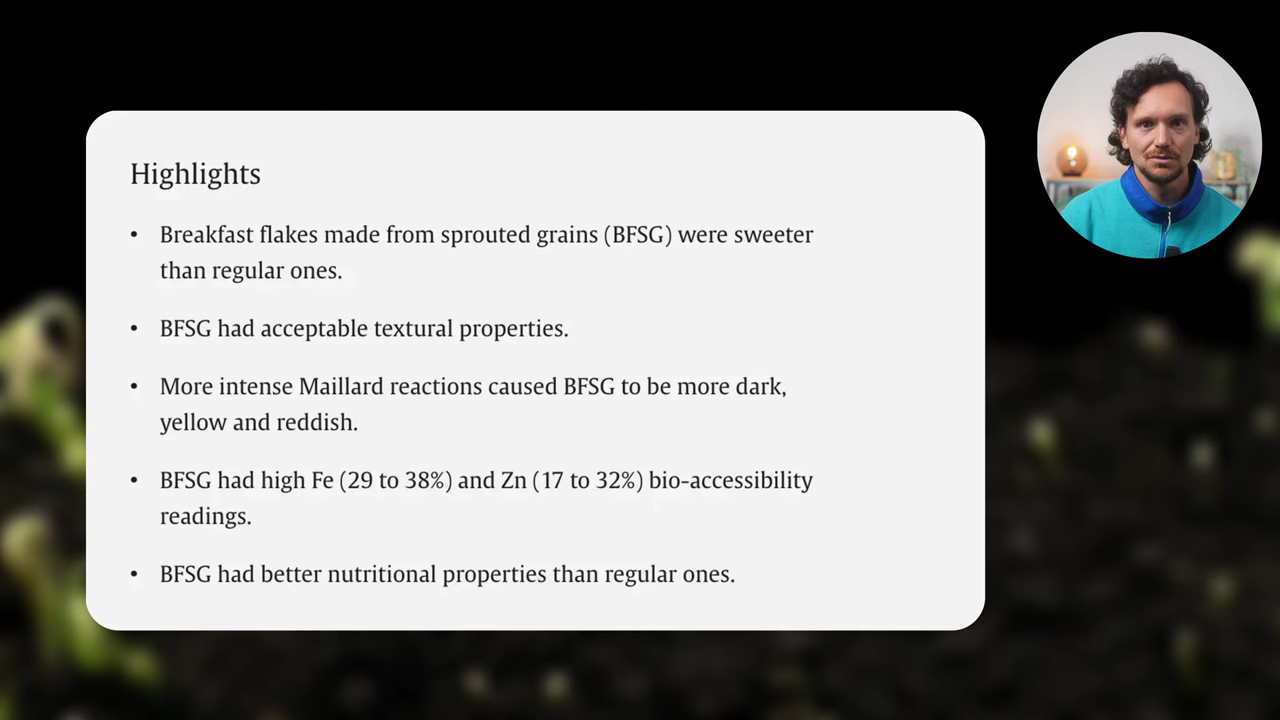 Highlights
• Breakfast flakes made from sprouted grains (BFSG) were sweeter
than regular ones.
• BFSG had acceptable textural properties.
• More intense Maillard reactions caused BFSG to be more dark,
yellow and reddish.
• BFSG had high Fe (29 to 38%) and Zn (17 to 32%) bio-accessibility
readings.
• BFSG had better nutritional properties than regular ones.